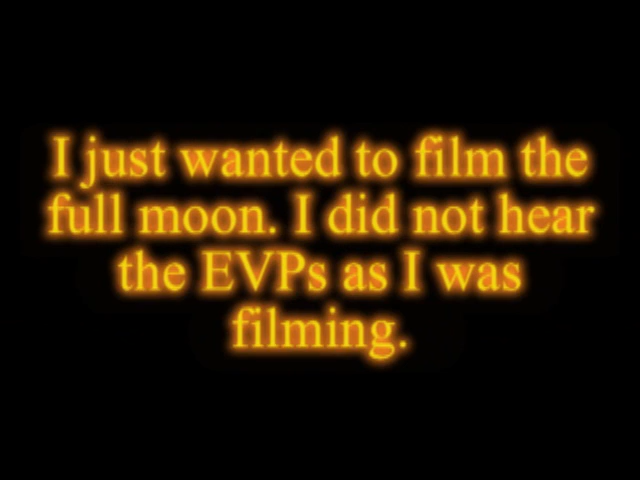 I just wanted to film the
full moon. I did not hear
the EVPs as I was
filming.